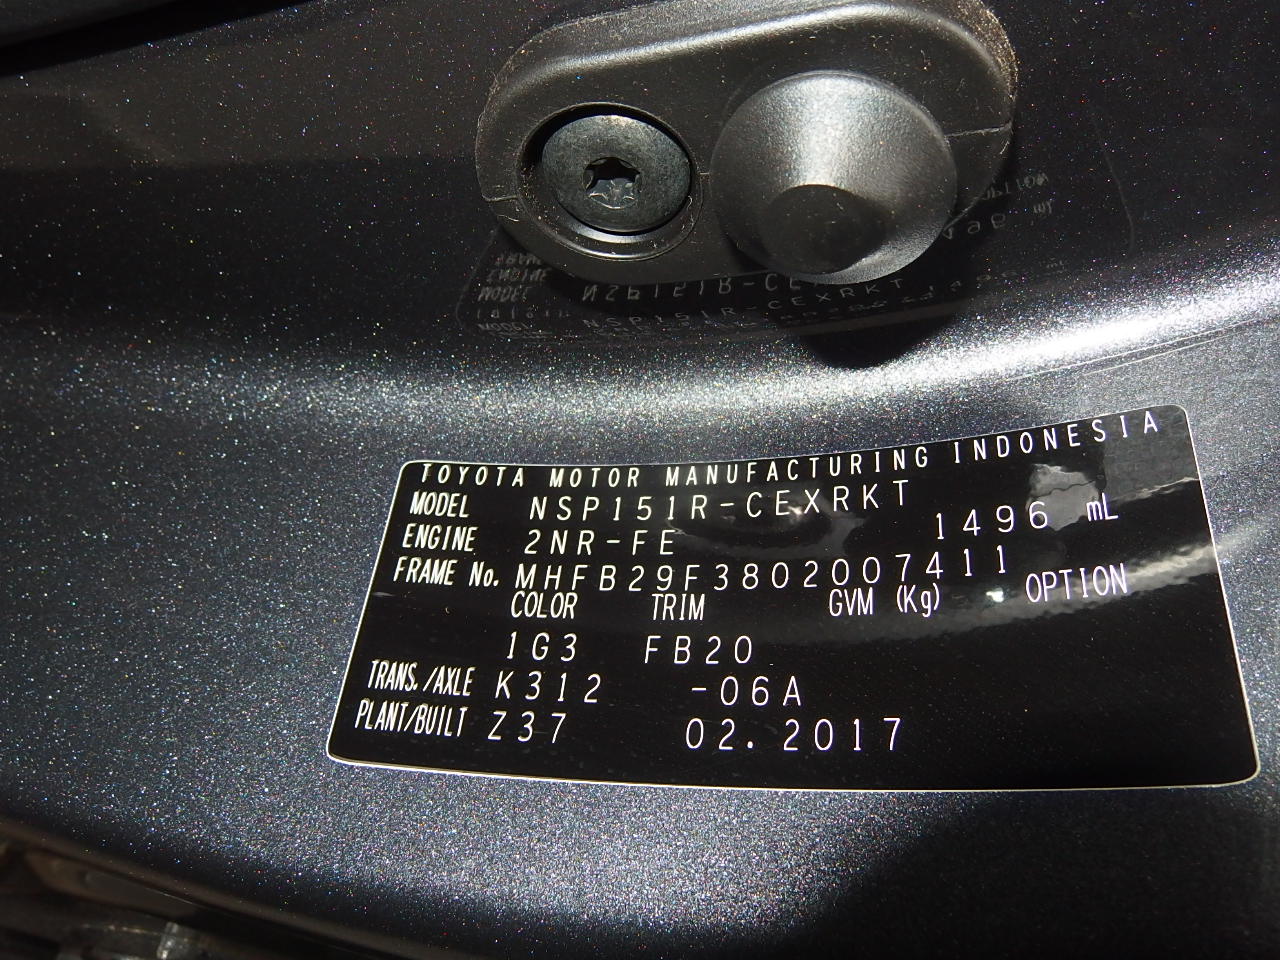 TOYOTA MOTOR MANUFACTURING INDONESIA
MODEL NSP151R-CEXRKT
ENGINE 2NR-FE 1496 mL
FRAME No. MHFB29F3802007411
COLOR TRIM GVM (Kg) OPTION
1G3 FB20
TRANS./AXLE K312 -06A
PLANT/BUILT Z37 02.2017